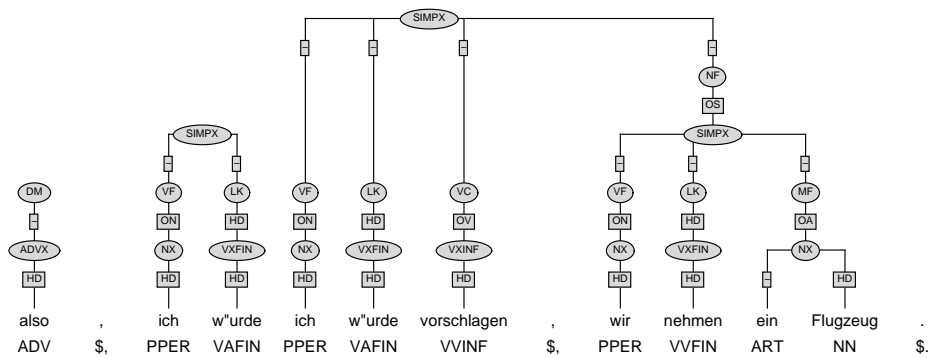 SIMPX
– – – –
NF
OS
SIMPX SIMPX
– – – – –
DM VF LK VF LK VC VF LK MF
– ON HD ON HD OV ON HD OA
ADVX NX VXFIN NX VXFIN VXINF NX VXFIN NX
HD HD HD HD HD HD HD HD – HD
also , ich w"urde ich w"urde vorschlagen , wir nehmen ein Flugzeug .
ADV $, PPER VAFIN PPER VAFIN VVINF $, PPER VVFIN ART NN $.